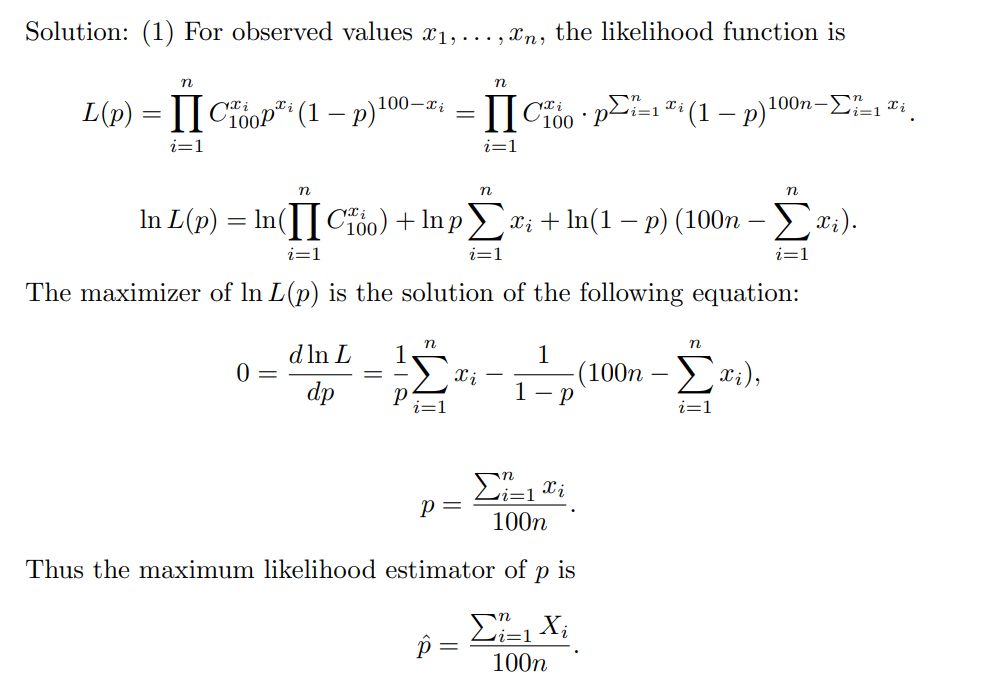 Solution: (1) For observed values $x_1, \ldots, x_n$, the likelihood function is
$$L(p) = \prod_{i=1}^{n} C_{100}^{x_i} p^{x_i} (1-p)^{100-x_i} = \prod_{i=1}^{n} C_{100}^{x_i} \cdot p^{\sum_{i=1}^{n} x_i} (1-p)^{100n-\sum_{i=1}^{n} x_i}.$$
$$\ln L(p) = \ln(\prod_{i=1}^{n} C_{100}^{x_i}) + \ln p \sum_{i=1}^{n} x_i + \ln(1-p)\,(100n - \sum_{i=1}^{n} x_i).$$
The maximizer of $\ln L(p)$ is the solution of the following equation:
$$0 = \frac{d \ln L}{dp} = \frac{1}{p} \sum_{i=1}^{n} x_i - \frac{1}{1-p}(100n - \sum_{i=1}^{n} x_i),$$
$$p = \frac{\sum_{i=1}^{n} x_i}{100n}.$$
Thus the maximum likelihood estimator of $p$ is
$$\hat{p} = \frac{\sum_{i=1}^{n} X_i}{100n}.$$